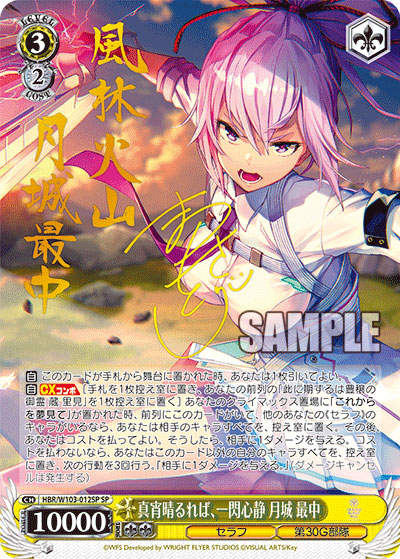 LEVEL
3
2
COST
風林火山
月城最中
SAMPLE
自 このカードが手札から舞台に置かれた時、あなたは1枚引いてよい。
自 CXコンボ [手札を1枚控え室に置き、あなたの前列の「此に期するは豊穣の
御霊 蔵 里見」を1枚控え室に置く] あなたのクライマックス置場に「これから
を夢見て」が置かれた時、前列にこのカードがいて、他のあなたの《セラフ》の
キャラがいるなら、あなたは相手のキャラすべてを、控え室に置く。その後、
あなたはコストを払ってよい。そうしたら、相手に1ダメージを与える。コス
トを払わないなら、あなたはこのカード以外の自分のキャラすべてを、控え室
に置き、次の行動を3回行う。『相手に1ダメージを与える。』(ダメージキャンセ
ルは発生する)
CH HBR/W103-012SP SP
真宵晴るれば、一閃心静 月城 最中
10000
セラフ
第30G部隊
©WFS Developed by WRIGHT FLYER STUDIOS ©VISUAL ARTS/Key